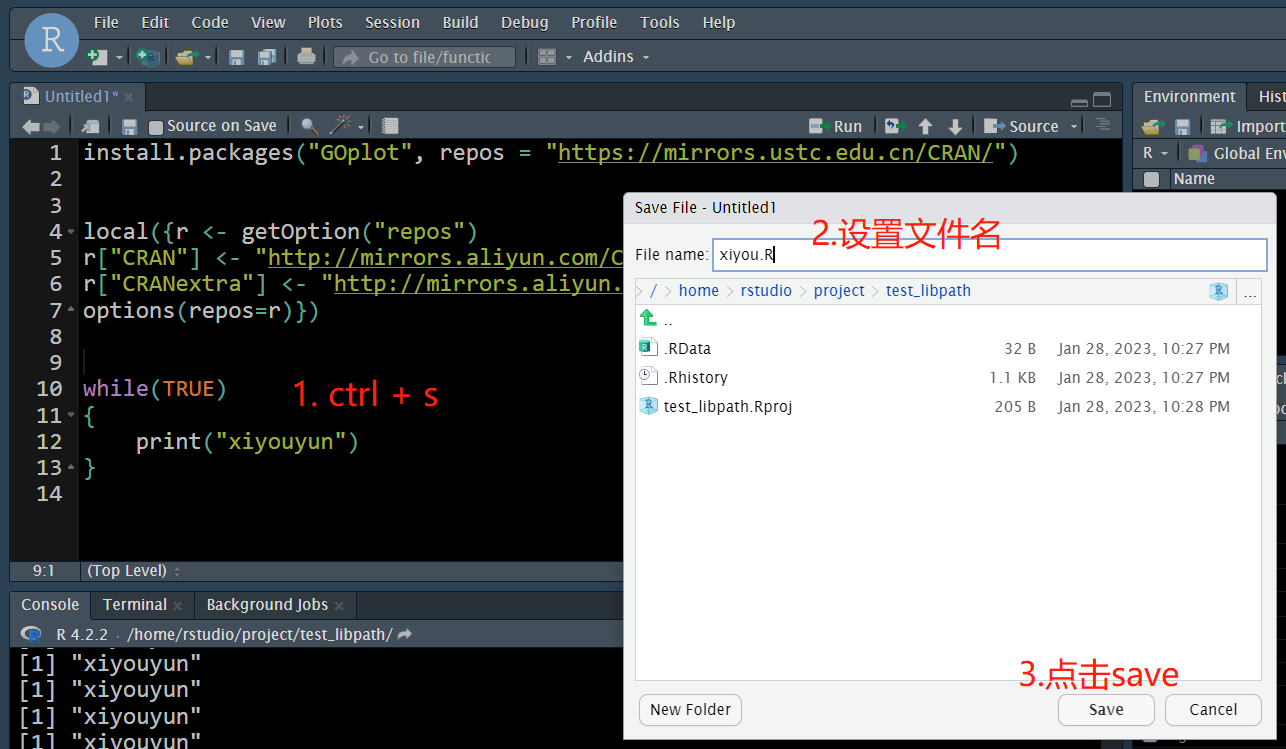 R File Edit Code View Plots Session Build Debug Profile Tools Help
Go to file/functic Addins
Untitled1*
Source on Save Run Source
1 install.packages("GOplot", repos = "https://mirrors.ustc.edu.cn/CRAN/")
2
3
4 local({r <- getOption("repos")
5 r["CRAN"] <- "http://mirrors.aliyun.com/C
6 r["CRANextra"] <- "http://mirrors.aliyun.
7 options(repos=r)})
8
9
10 while(TRUE)
11 {
12 print("xiyouyun")
13 }
14
1. ctrl + s
9:1 (Top Level)
Console Terminal Background Jobs
R 4.2.2 · /home/rstudio/project/test_libpath/
[1] "xiyouyun"
[1] "xiyouyun"
[1] "xiyouyun"
[1] "xiyouyun"
Environment Hist
Import
R Global Env
Name
Save File - Untitled1
2.设置文件名
File name: xiyou.R
/ home rstudio project test_libpath ...
..
.RData 32 B Jan 28, 2023, 10:27 PM
.Rhistory 1.1 KB Jan 28, 2023, 10:27 PM
test_libpath.Rproj 205 B Jan 28, 2023, 10:28 PM
3.点击save
New Folder Save Cancel